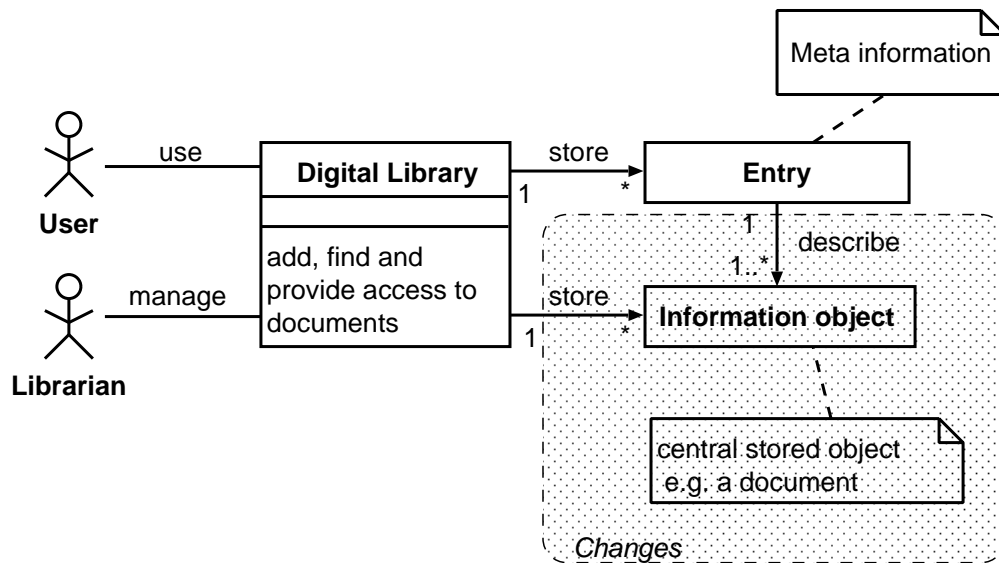 Meta information
use
User
Digital Library
store
1
*
Entry
add, find and
provide access to
documents
1
describe
1..*
manage
Librarian
store
1
*
Information object
central stored object
e.g. a document
Changes